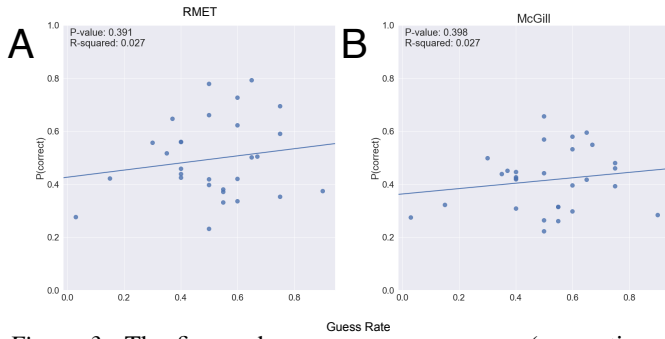 RMET
McGill
A
P-value: 0.391
R-squared: 0.027
B
P-value: 0.398
R-squared: 0.027
1.0
0.8
0.6
0.4
0.2
0.0
P(correct)
0.0 0.2 0.4 0.6 0.8
1.0
0.8
0.6
0.4
0.2
0.0
P(correct)
0.0 0.2 0.4 0.6 0.8
Guess Rate